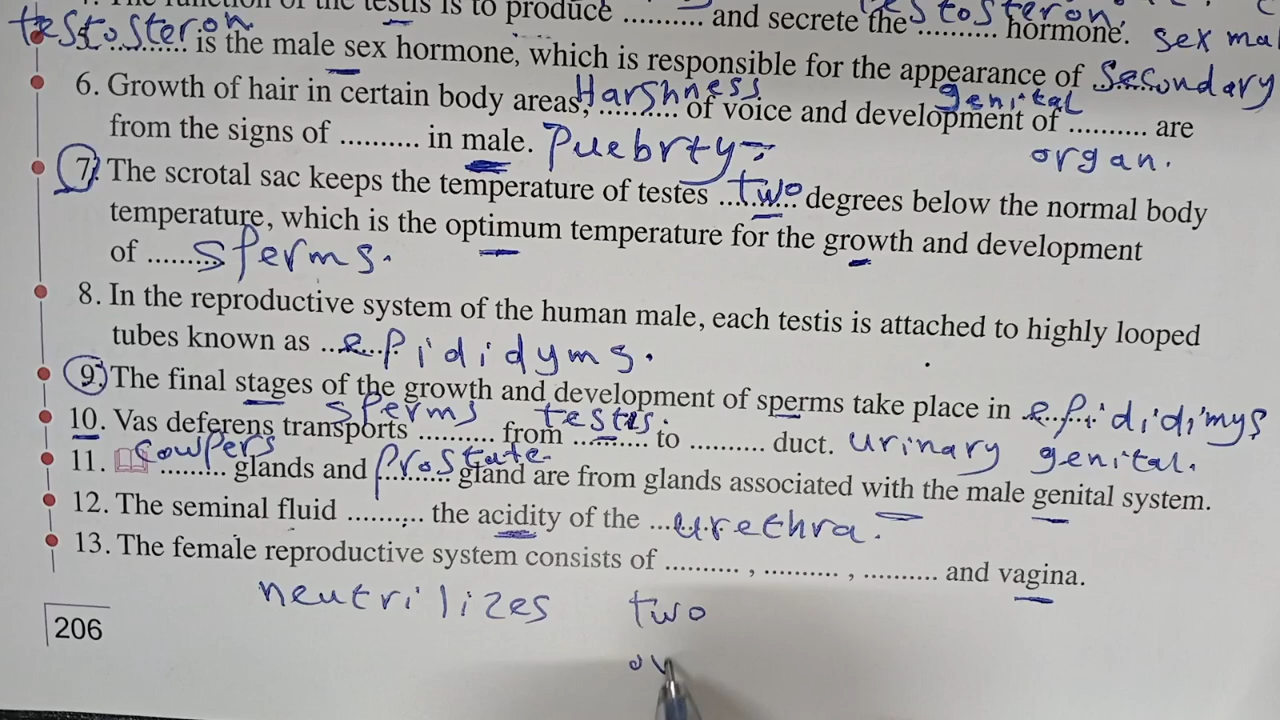 4. The function of the testis is to produce .......... and secrete the .......... hormone.
testosteron.
testosteron
5. .......... is the male sex hormone, which is responsible for the appearance of Secondary
sex mal
6. Growth of hair in certain body areas, .......... of voice and development of .......... are
Harshness genital organ.
from the signs of .......... in male. Puebrty
7. The scrotal sac keeps the temperature of testes two degrees below the normal body
temperature, which is the optimum temperature for the growth and development
of .......... sperms.
8. In the reproductive system of the human male, each testis is attached to highly looped
tubes known as .......... epididyms.
9. The final stages of the growth and development of sperms take place in epididimys
sperms testis.
10. Vas deferens transports .......... from .......... to .......... duct. urinary genital.
Cowpers Prostate
11. .......... glands and .......... gland are from glands associated with the male genital system.
12. The seminal fluid .......... the acidity of the .......... urethra.
13. The female reproductive system consists of .......... , .......... , .......... and vagina.
neutrilizes two
ov
206